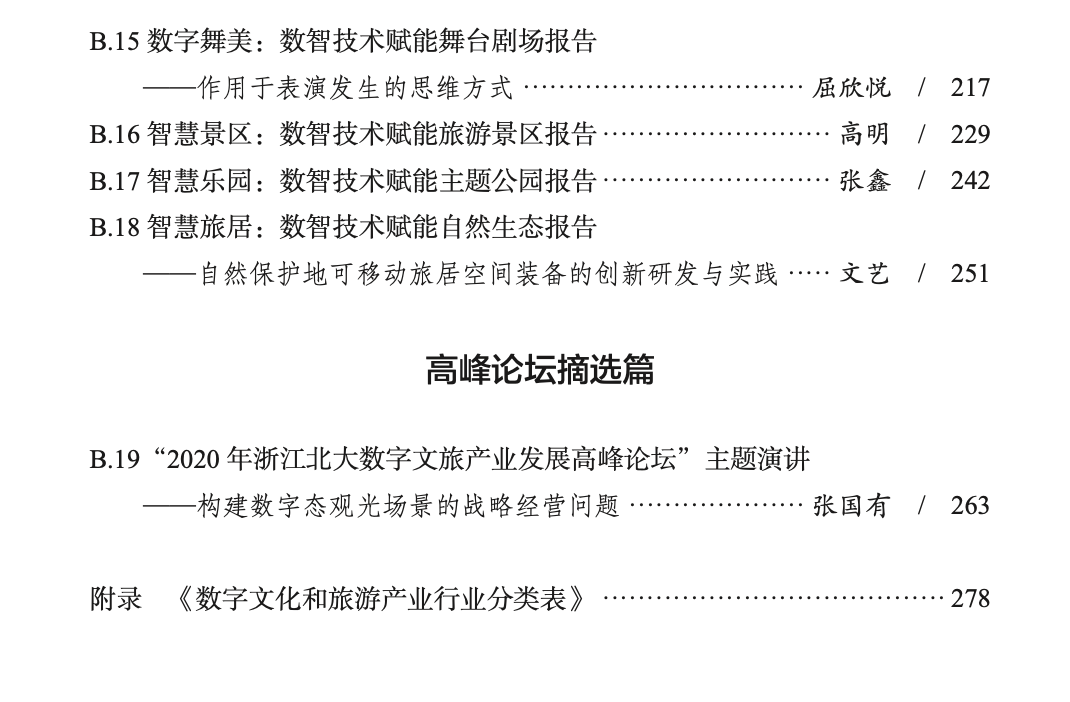 B.15 数字舞美：数智技术赋能舞台剧场报告
——作用于表演发生的思维方式 ································ 屈欣悦 / 217
B.16 智慧景区：数智技术赋能旅游景区报告·························· 高明 / 229
B.17 智慧乐园：数智技术赋能主题公园报告·························· 张鑫 / 242
B.18 智慧旅居：数智技术赋能自然生态报告
——自然保护地可移动旅居空间装备的创新研发与实践 ····· 文艺 / 251
高峰论坛摘选篇
B.19 “2020 年浙江北大数字文旅产业发展高峰论坛”主题演讲
——构建数字态观光场景的战略经营问题 ···················· 张国有 / 263
附录 《数字文化和旅游产业行业分类表》 ······································· 278